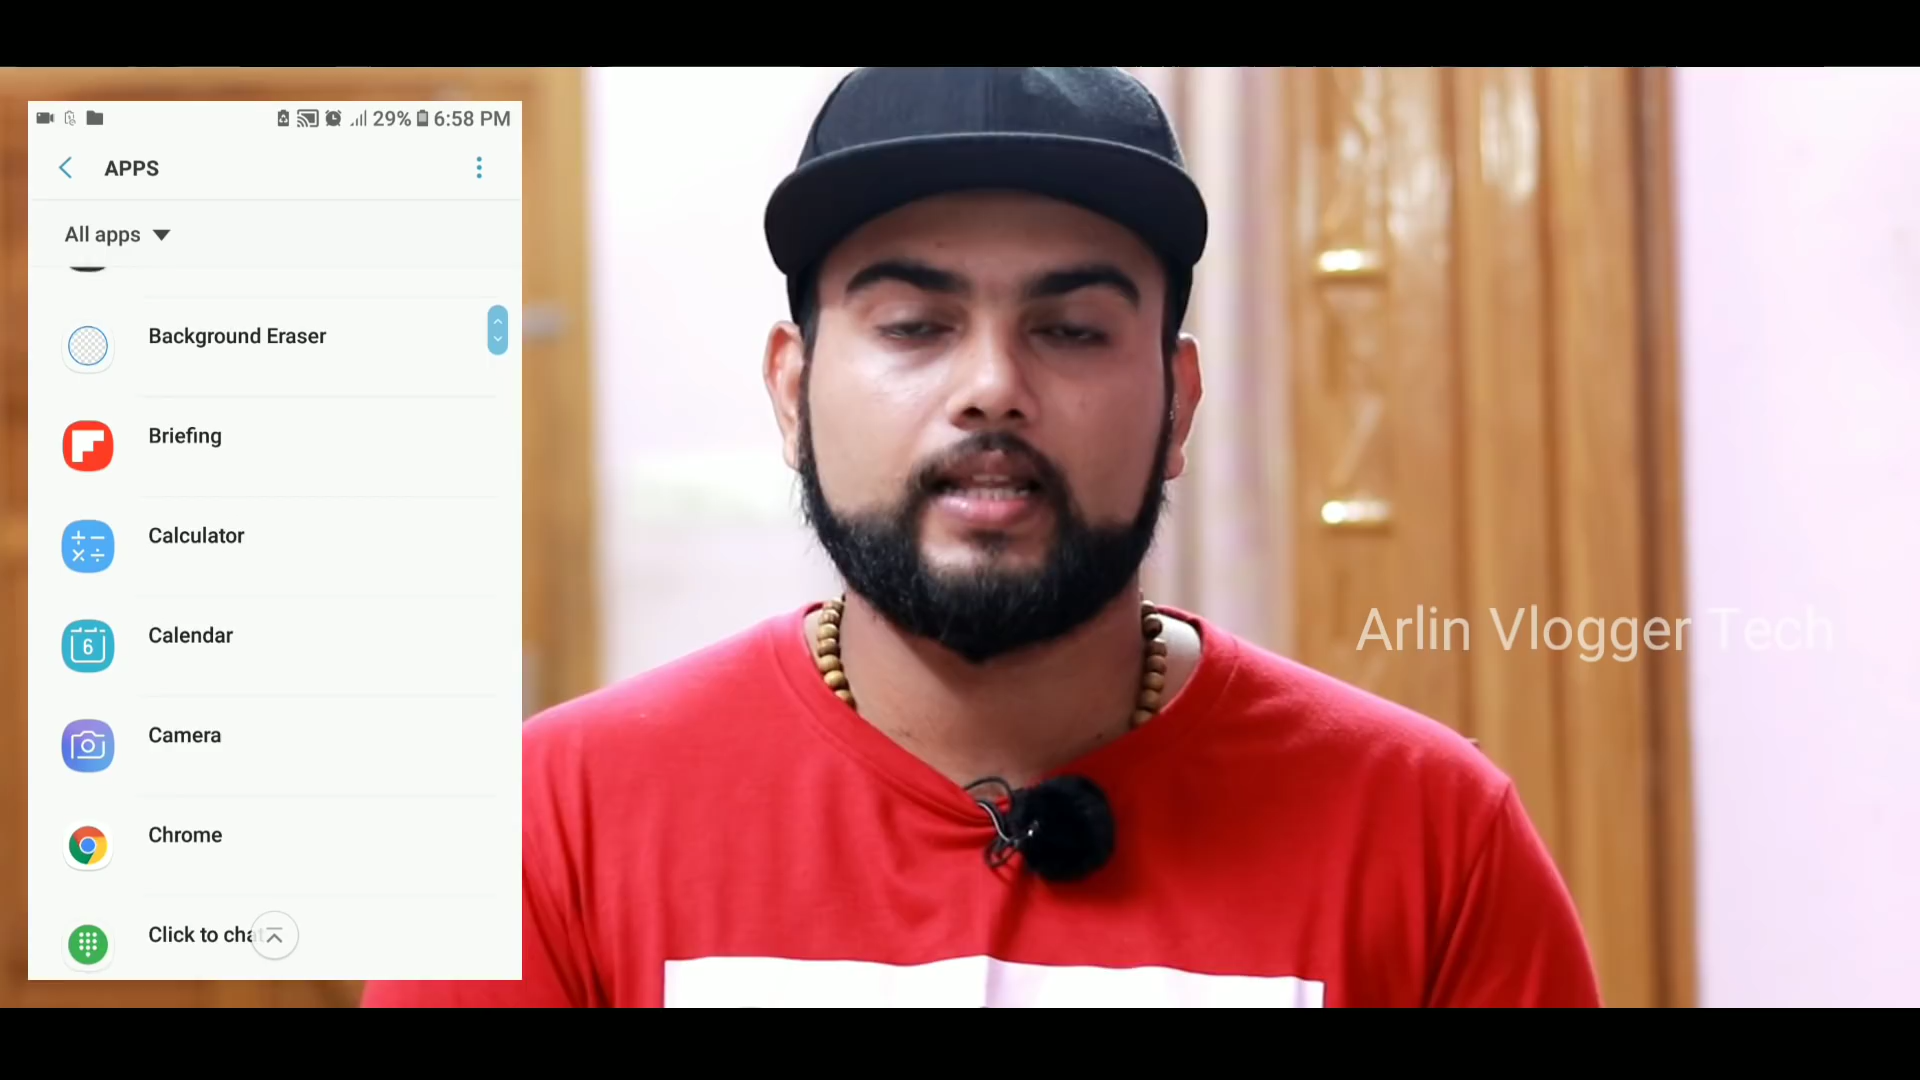 29% 6:58 PM
APPS
All apps
Background Eraser
Briefing
Calculator
6
Calendar
Camera
Chrome
Click to chat
Arlin Vlogger Tech